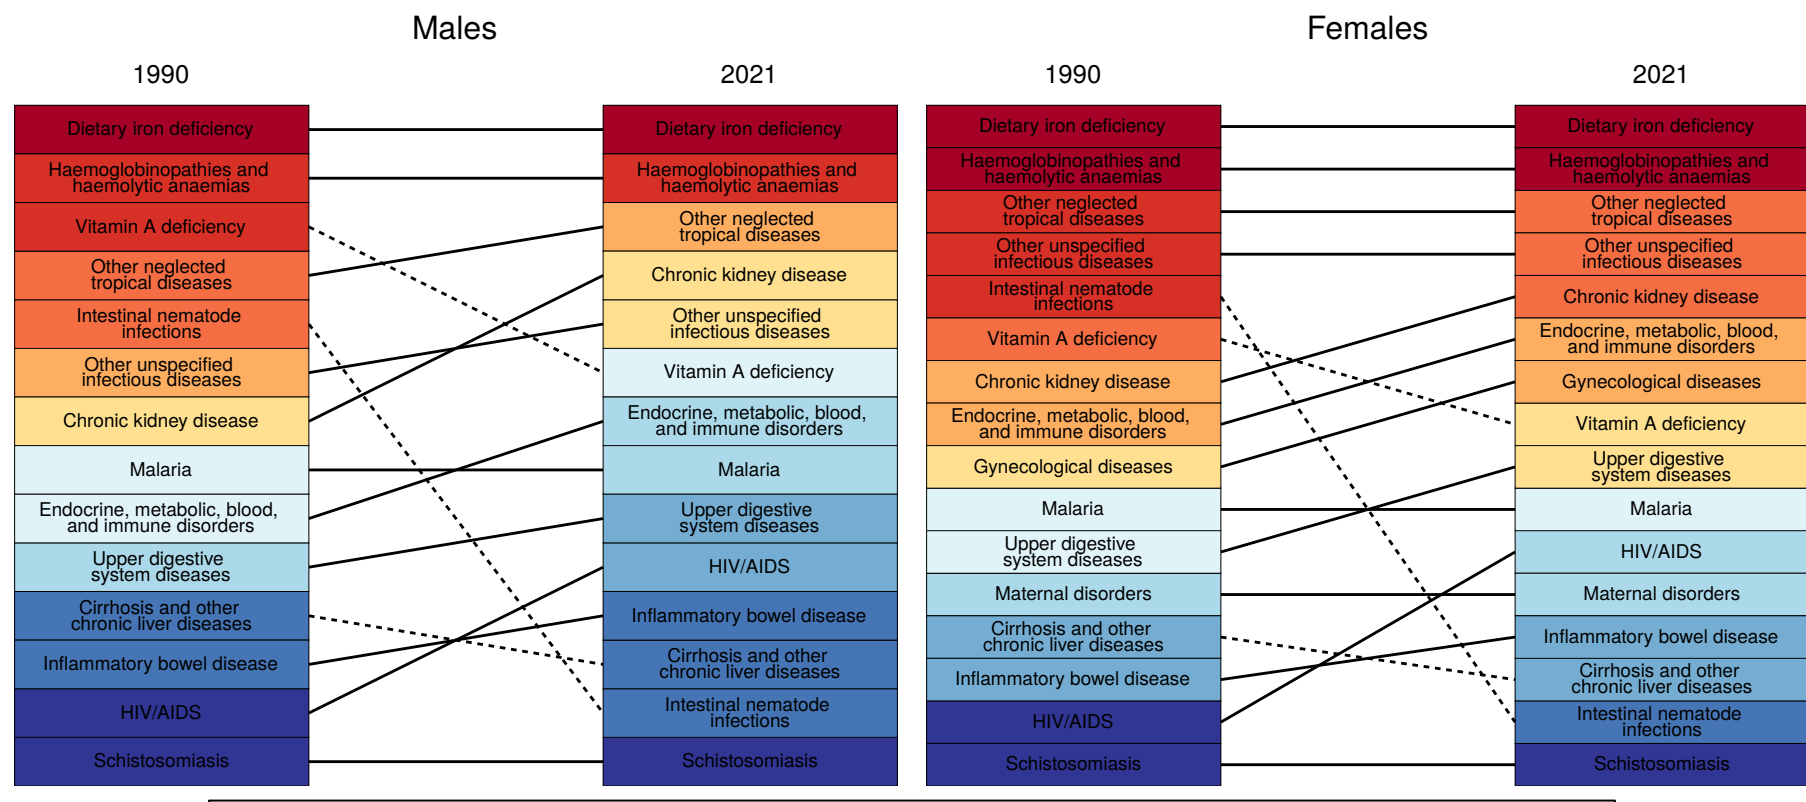 Males
1990
2021
Dietary iron deficiency
Haemoglobinopathies and
haemolytic anaemias
Vitamin A deficiency
Other neglected
tropical diseases
Intestinal nematode
infections
Other unspecified
infectious diseases
Chronic kidney disease
Malaria
Endocrine, metabolic, blood,
and immune disorders
Upper digestive
system diseases
Cirrhosis and other
chronic liver diseases
Inflammatory bowel disease
HIV/AIDS
Schistosomiasis
Dietary iron deficiency
Haemoglobinopathies and
haemolytic anaemias
Other neglected
tropical diseases
Chronic kidney disease
Other unspecified
infectious diseases
Vitamin A deficiency
Endocrine, metabolic, blood,
and immune disorders
Malaria
Upper digestive
system diseases
HIV/AIDS
Inflammatory bowel disease
Cirrhosis and other
chronic liver diseases
Intestinal nematode
infections
Schistosomiasis
Females
1990
2021
Dietary iron deficiency
Haemoglobinopathies and
haemolytic anaemias
Other neglected
tropical diseases
Other unspecified
infectious diseases
Intestinal nematode
infections
Vitamin A deficiency
Chronic kidney disease
Endocrine, metabolic, blood,
and immune disorders
Gynecological diseases
Malaria
Upper digestive
system diseases
Maternal disorders
Cirrhosis and other
chronic liver diseases
Inflammatory bowel disease
HIV/AIDS
Schistosomiasis
Dietary iron deficiency
Haemoglobinopathies and
haemolytic anaemias
Other neglected
tropical diseases
Other unspecified
infectious diseases
Chronic kidney disease
Endocrine, metabolic, blood,
and immune disorders
Gynecological diseases
Vitamin A deficiency
Upper digestive
system diseases
Malaria
HIV/AIDS
Maternal disorders
Inflammatory bowel disease
Cirrhosis and other
chronic liver diseases
Intestinal nematode
infections
Schistosomiasis